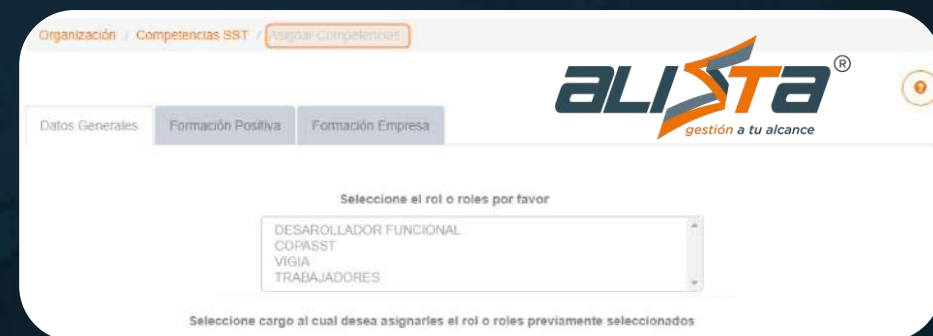 Organización / Competencias SST / Asignar Competencias
ALISTA ®
gestión a tu alcance
Datos Generales Formación Positiva Formación Empresa
Seleccione el rol o roles por favor
DESAROLLADOR FUNCIONAL
COPASST
VIGIA
TRABAJADORES
Seleccione cargo al cual desea asignarles el rol o roles previamente seleccionados